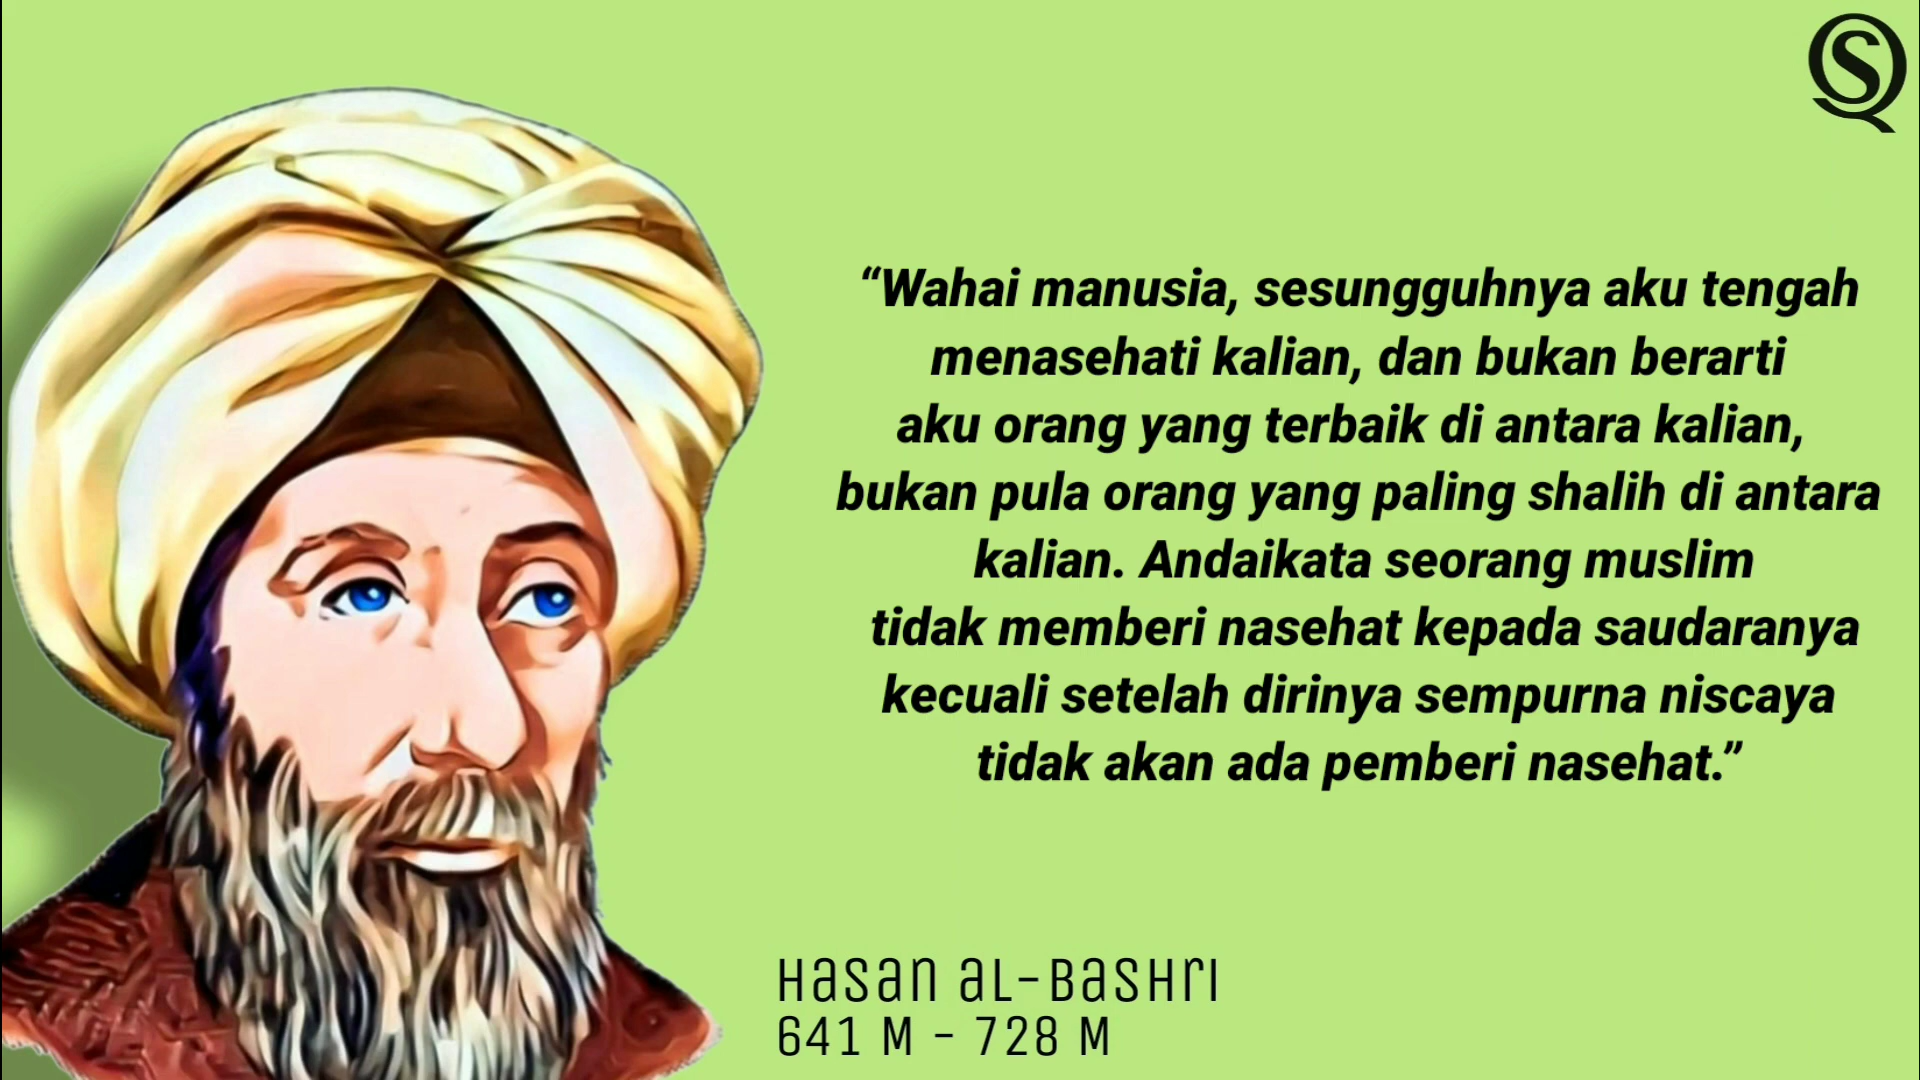 SQ
“Wahai manusia, sesungguhnya aku tengah
menasehati kalian, dan bukan berarti
aku orang yang terbaik di antara kalian,
bukan pula orang yang paling shalih di antara
kalian. Andaikata seorang muslim
tidak memberi nasehat kepada saudaranya
kecuali setelah dirinya sempurna niscaya
tidak akan ada pemberi nasehat.”
Hasan al-Bashri
641 M - 728 M